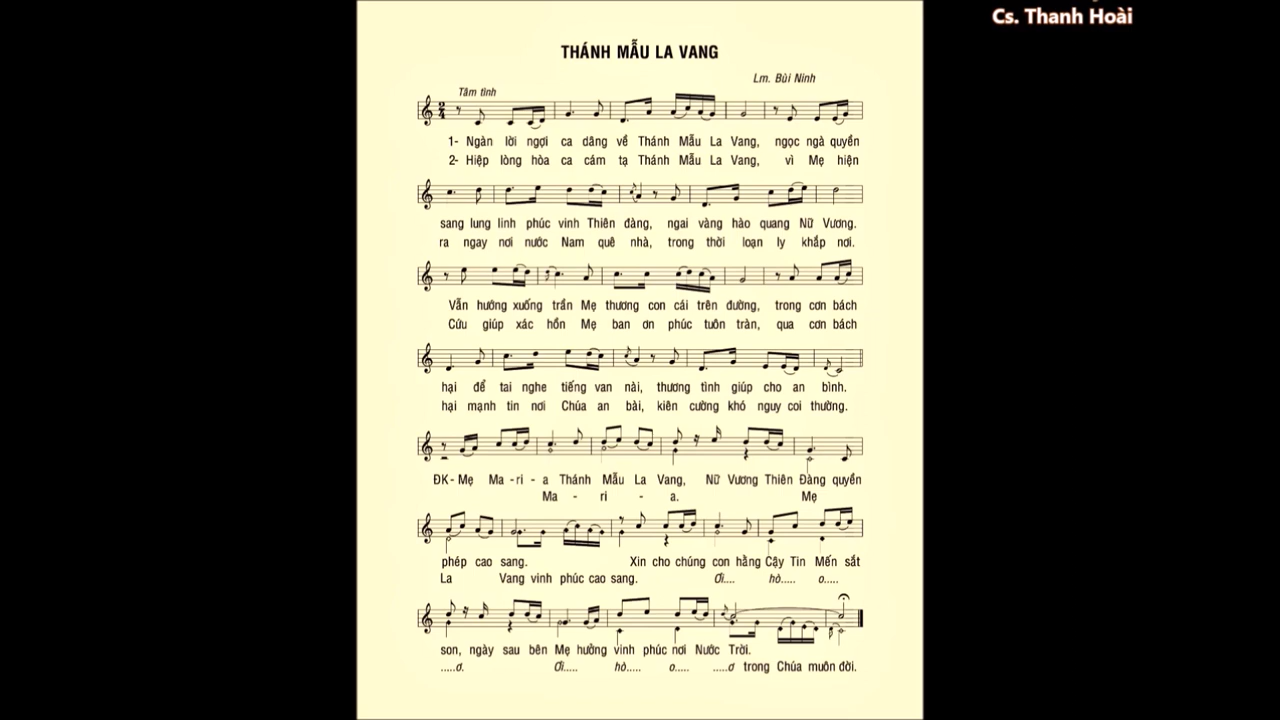 Cs. Thanh Hoài
THÁNH MẪU LA VANG
Lm. Bùi Ninh
Tâm tình
2/4
1- Ngàn lời ngợi ca dâng về Thánh Mẫu La Vang, ngọc ngà quyền
2- Hiệp lòng hòa ca cám tạ Thánh Mẫu La Vang, vì Mẹ hiện
sang lung linh phúc vinh Thiên đàng, ngai vàng hào quang Nữ Vương.
ra ngay nơi nước Nam quê nhà, trong thời loạn ly khắp nơi.
Vẫn hướng xuống trần Mẹ thương con cái trên đường, trong cơn bách
Cứu giúp xác hồn Mẹ ban ơn phúc tuôn tràn, qua cơn bách
hại để tai nghe tiếng van nài, thương tình giúp cho an bình.
hại mạnh tin nơi Chúa an bài, kiên cường khó nguy coi thường.
ĐK- Mẹ Ma - ri - a Thánh Mẫu La Vang, Nữ Vương Thiên Đàng quyền
Ma - ri - a. Mẹ
phép cao sang. Xin cho chúng con hằng Cậy Tin Mến sắt
La Vang vinh phúc cao sang. Ơi.... hò..... o.....
son, ngày sau bên Mẹ hưởng vinh phúc nơi Nước Trời.
.....ơ. Ơi..... hò..... o..... .....ơ trong Chúa muôn đời.